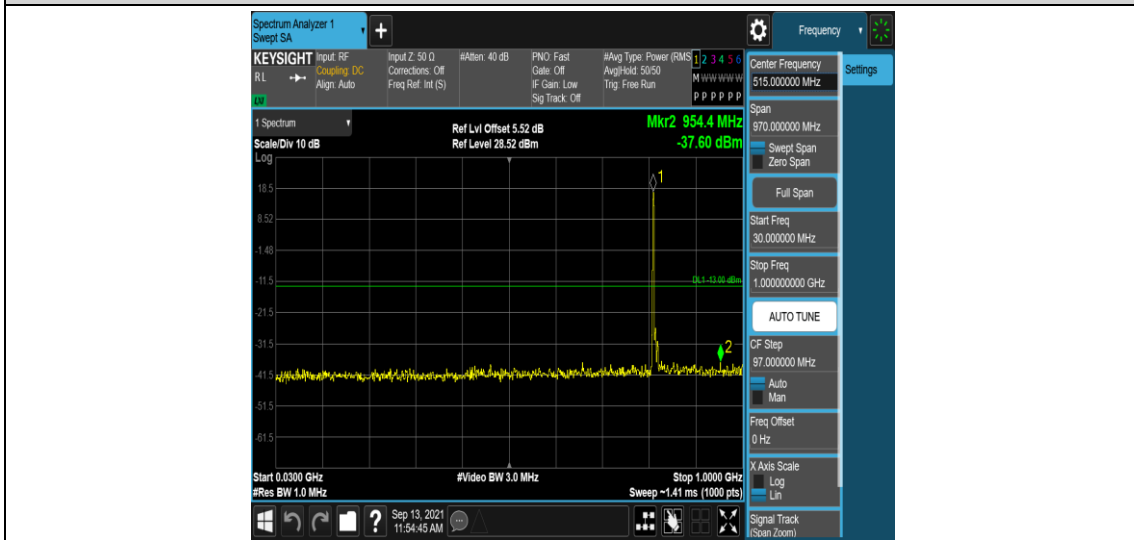 Spectrum Analyzer 1
Swept SA
+
Frequency
KEYSIGHT
RL
LXI
Input: RF
Coupling: DC
Align: Auto
Input Z: 50 Ω
Corrections: Off
Freq Ref: Int (S)
#Atten: 40 dB
PNO: Fast
Gate: Off
IF Gain: Low
Sig Track: Off
#Avg Type: Power (RMS
Avg|Hold: 50/50
Trig: Free Run
1 2 3 4 5 6
M W W W W W
P P P P P P
1 Spectrum
Scale/Div 10 dB
Log
Ref Lvl Offset 5.52 dB
Ref Level 28.52 dBm
Mkr2 954.4 MHz
-37.60 dBm
1
18.5
8.52
-1.48
-11.5
DL1 -13.00 dBm
-21.5
-31.5
2
-41.5
-51.5
-61.5
Start 0.0300 GHz
#Res BW 1.0 MHz
#Video BW 3.0 MHz
Stop 1.0000 GHz
Sweep ~1.41 ms (1000 pts)
Center Frequency
515.000000 MHz
Settings
Span
970.000000 MHz
Swept Span
Zero Span
Full Span
Start Freq
30.000000 MHz
Stop Freq
1.000000000 GHz
AUTO TUNE
CF Step
97.000000 MHz
Auto
Man
Freq Offset
0 Hz
X Axis Scale
Log
Lin
Signal Track
(Span Zoom)
?
Sep 13, 2021
11:54:45 AM